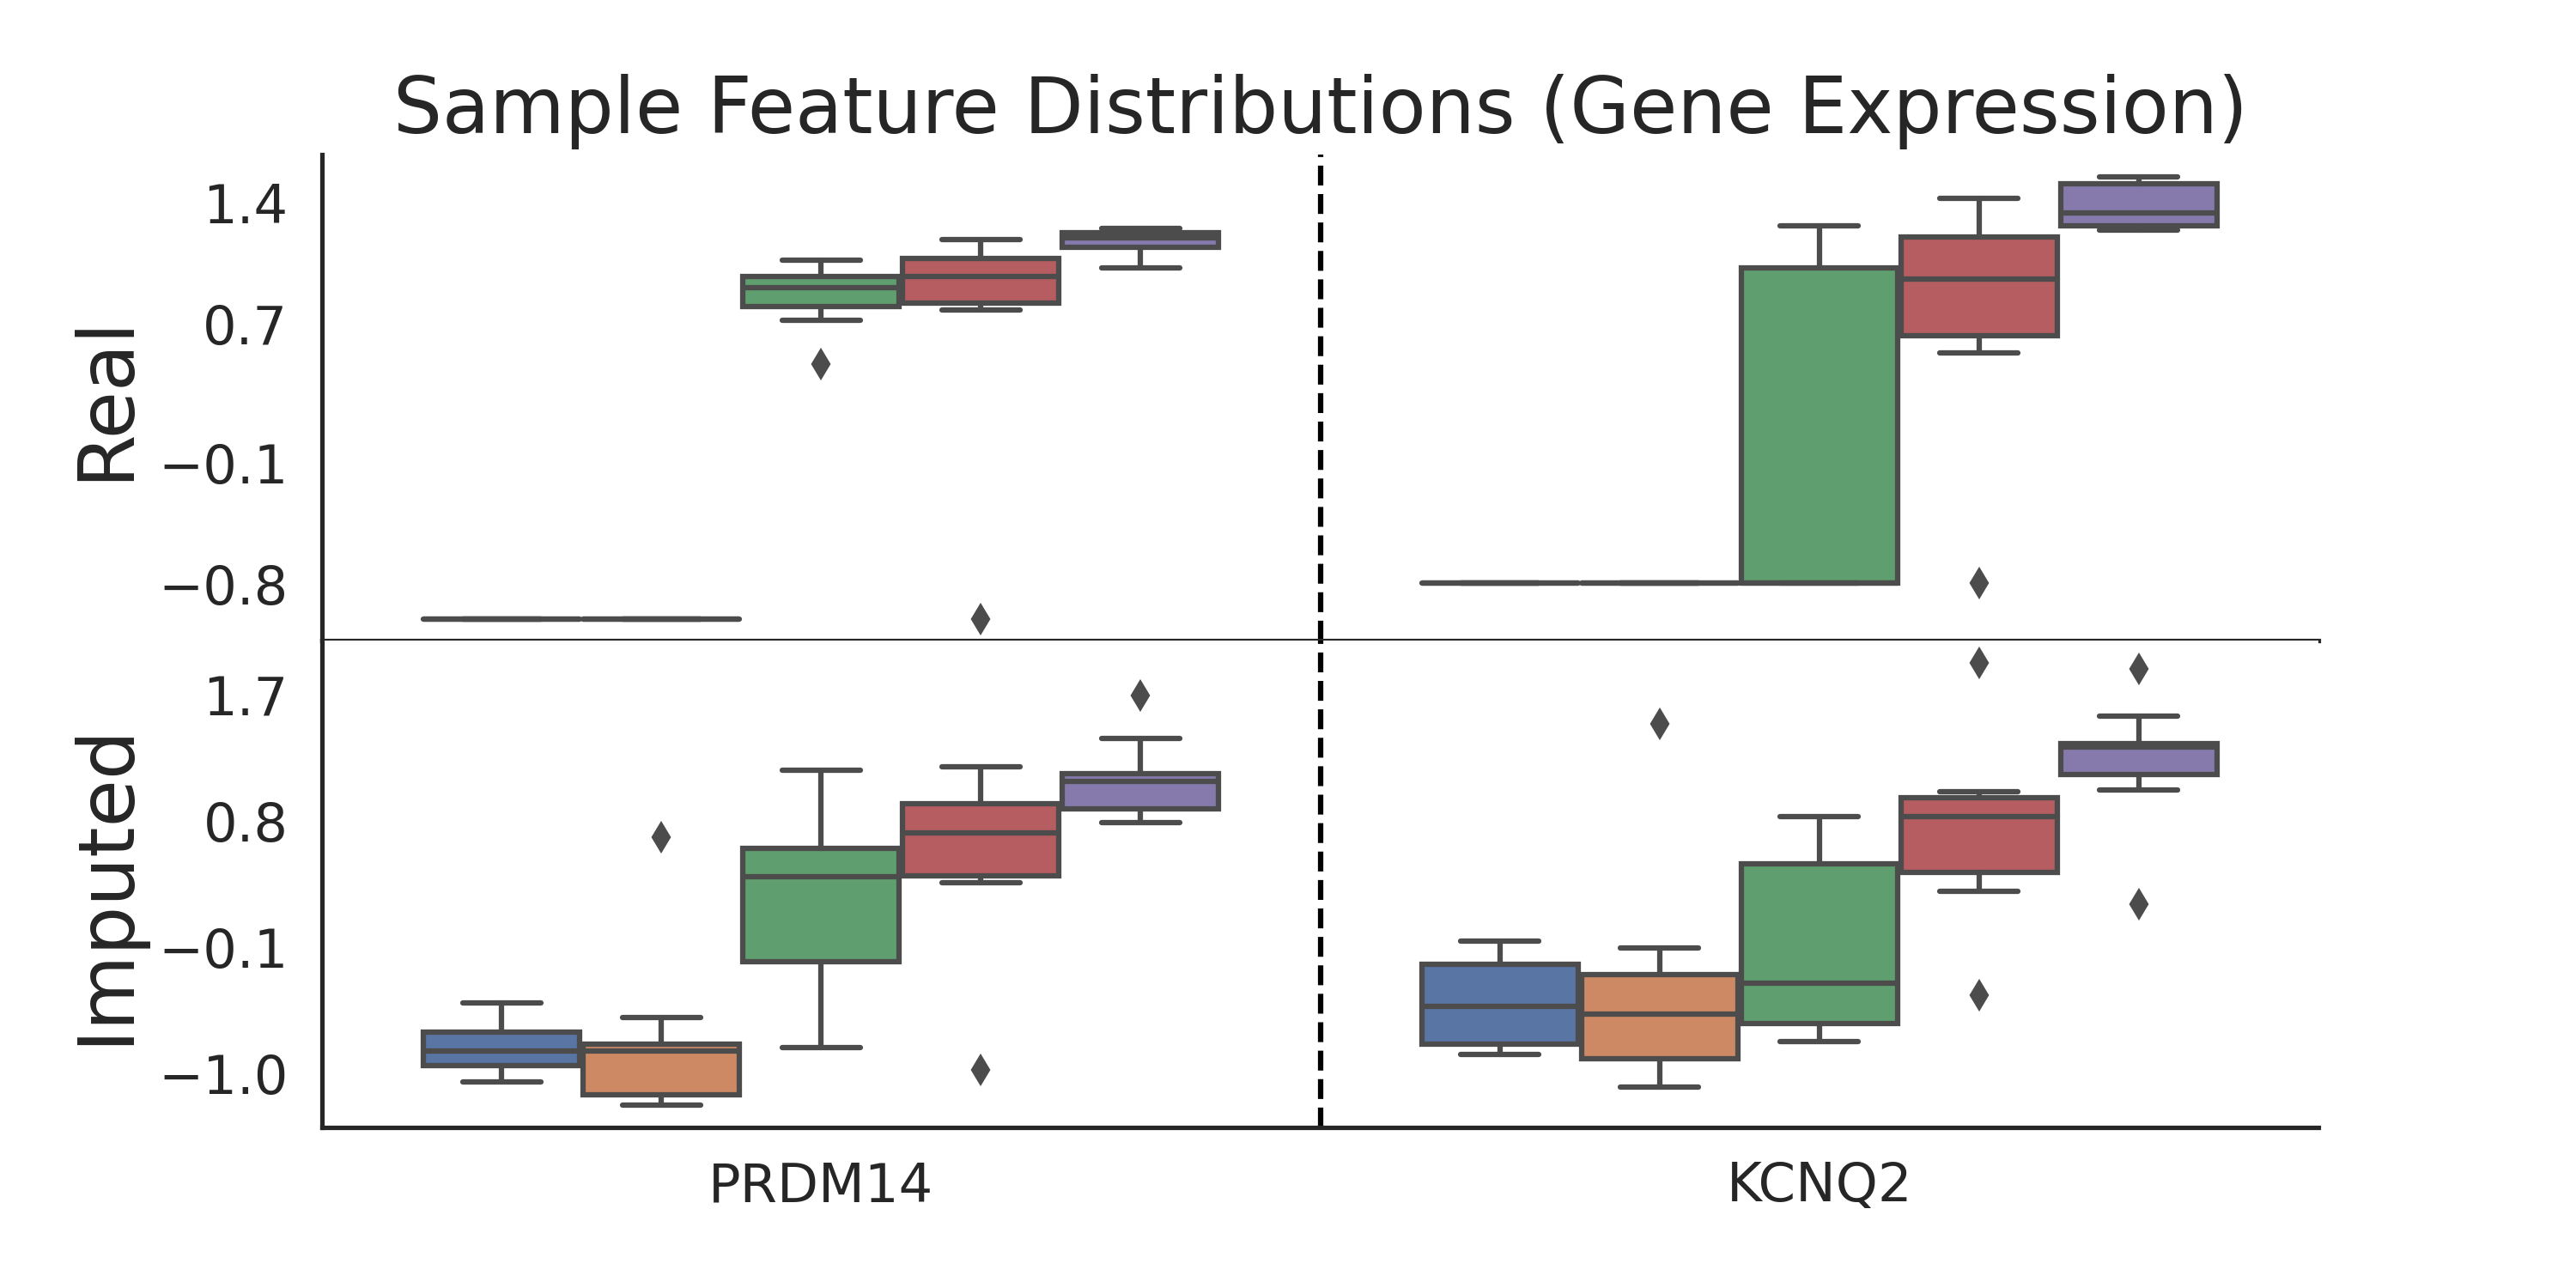 Sample Feature Distributions (Gene Expression)
Real
1.4
0.7
−0.1
−0.8
Imputed
1.7
0.8
−0.1
−1.0
PRDM14
KCNQ2